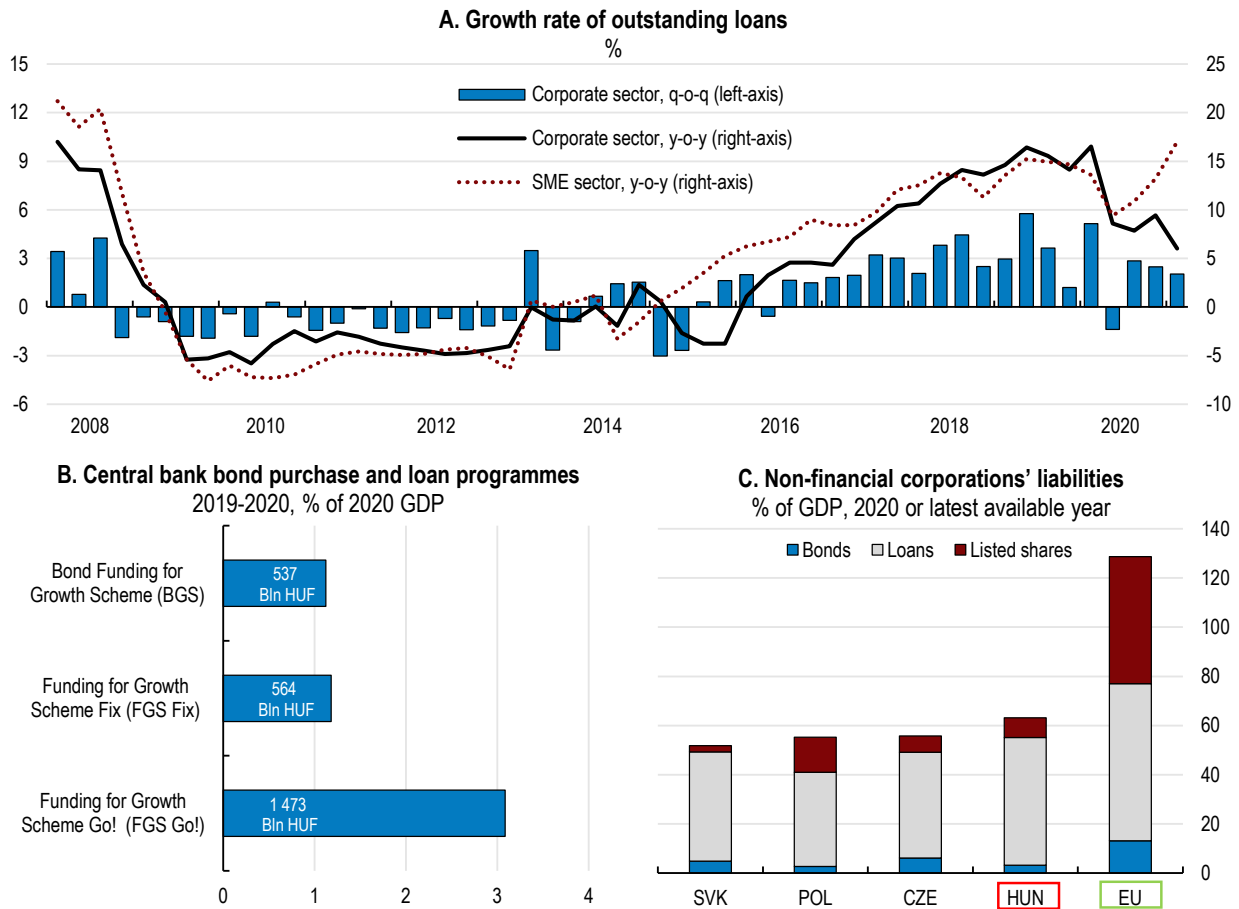 A. Growth rate of outstanding loans
%
15
12
9
6
3
0
-3
-6
25
20
15
10
5
0
-5
-10
Corporate sector, q-o-q (left-axis)
Corporate sector, y-o-y (right-axis)
SME sector, y-o-y (right-axis)
2008 2010 2012 2014 2016 2018 2020
B. Central bank bond purchase and loan programmes
2019-2020, % of 2020 GDP
Bond Funding for
Growth Scheme (BGS)
537
Bln HUF
Funding for Growth
Scheme Fix (FGS Fix)
564
Bln HUF
Funding for Growth
Scheme Go! (FGS Go!)
1 473
Bln HUF
0 1 2 3 4
C. Non-financial corporations’ liabilities
% of GDP, 2020 or latest available year
Bonds Loans Listed shares
140
120
100
80
60
40
20
0
SVK POL CZE HUN EU